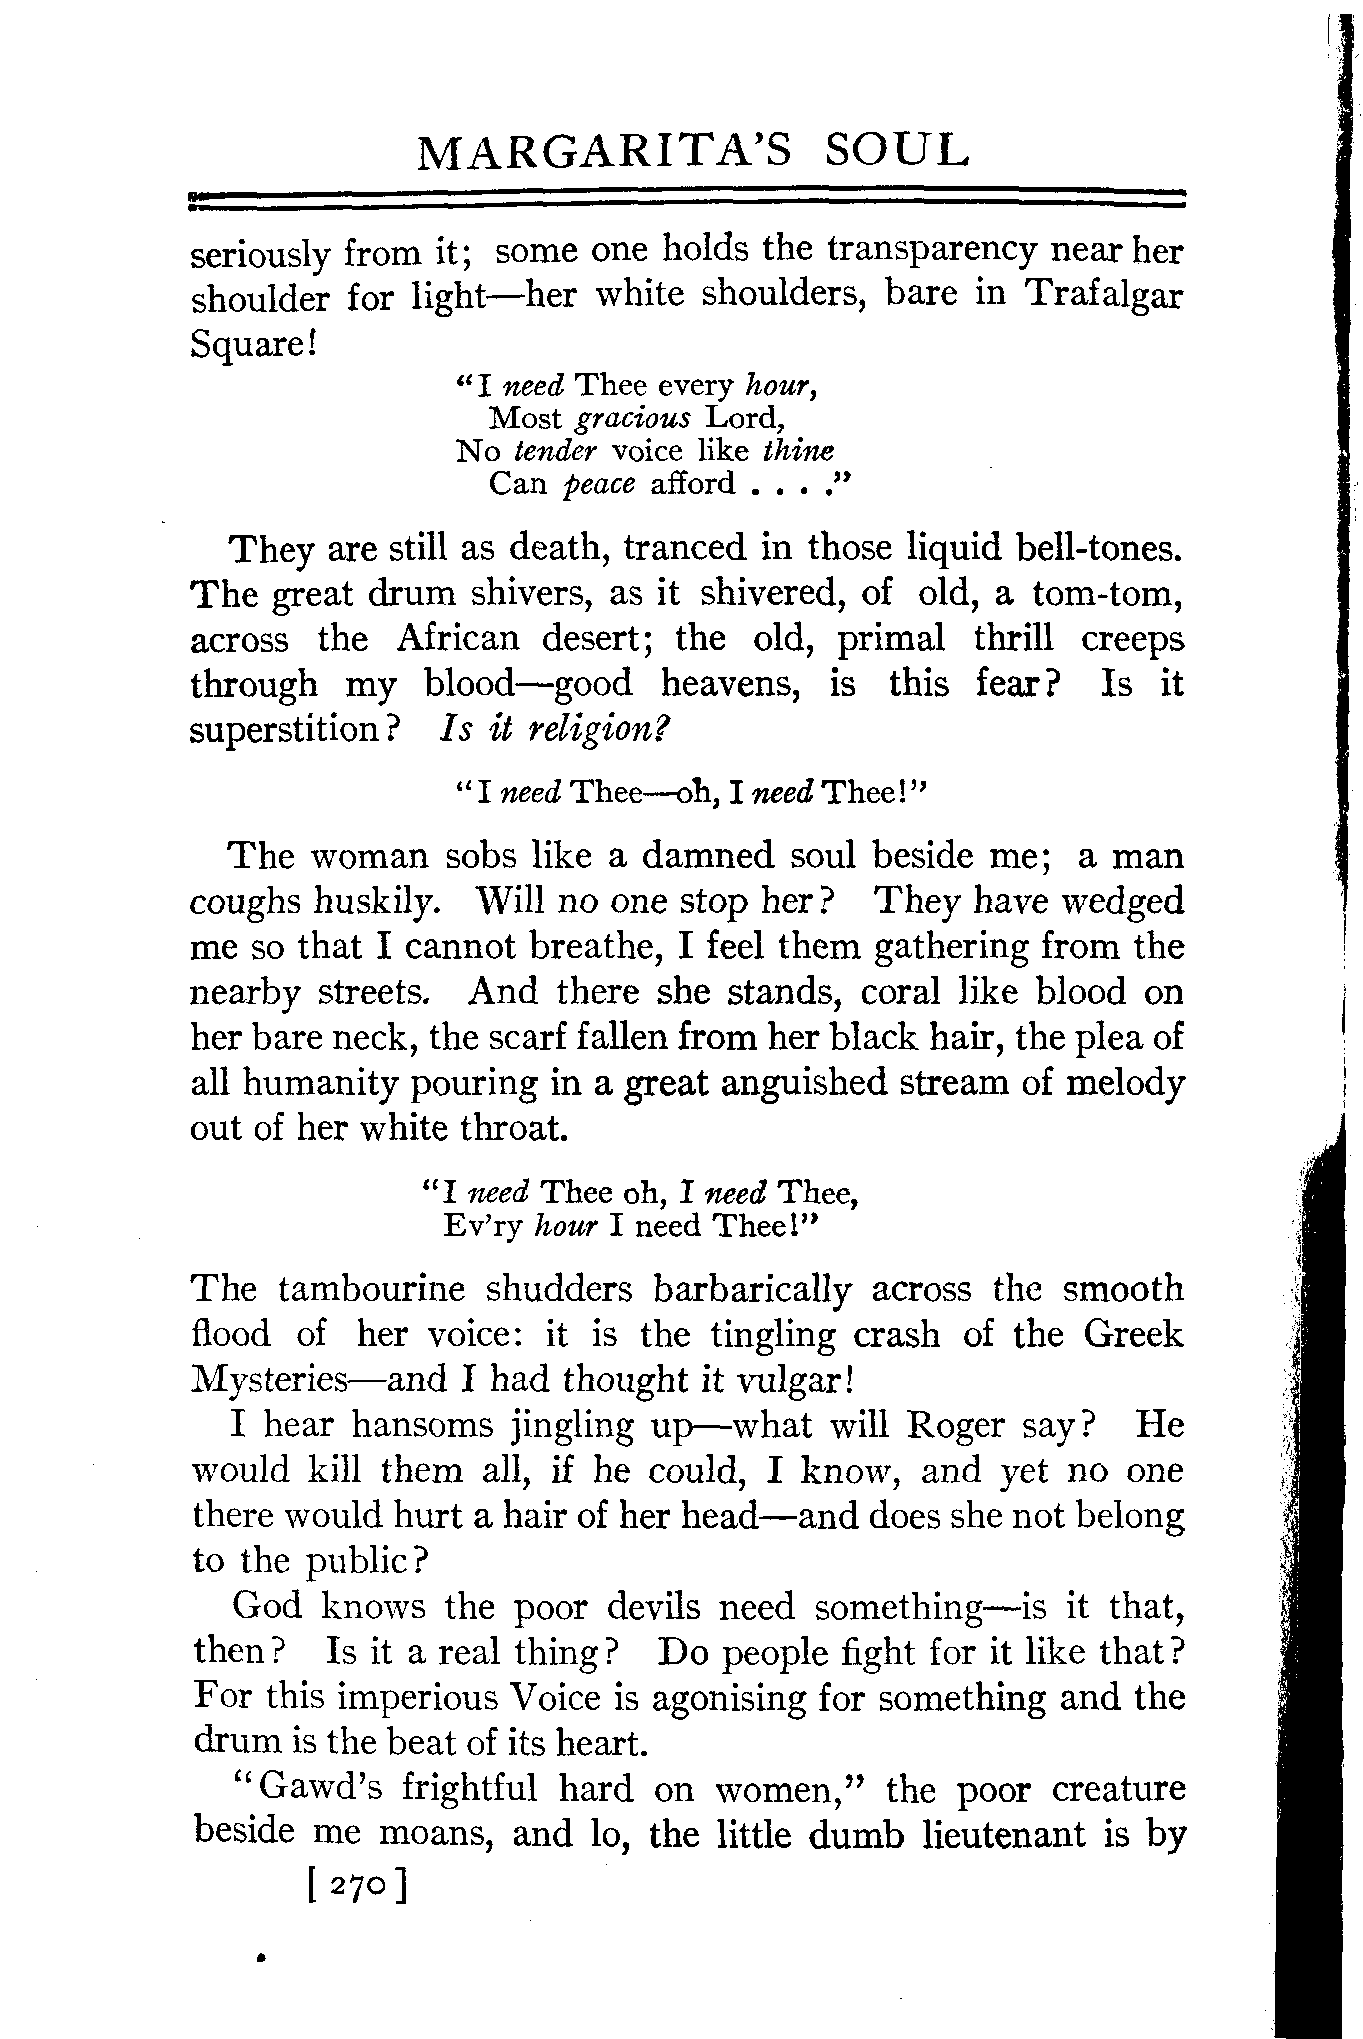 MARGARITA'S SOUL
seriously from it; some one holds the transparency near her
shoulder for light—her white shoulders, bare in Trafalgar
Square!
"I need Thee every hour,
Most gracious Lord,
No tender voice like thine
Can peace afford . . . ."
They are still as death, tranced in those liquid bell-tones.
The great drum shivers, as it shivered, of old, a tom-tom,
across the African desert; the old, primal thrill creeps
through my blood—good heavens, is this fear? Is it
superstition? Is it religion?
"I need Thee—oh, I need Thee!"
The woman sobs like a damned soul beside me; a man
coughs huskily. Will no one stop her? They have wedged
me so that I cannot breathe, I feel them gathering from the
nearby streets. And there she stands, coral like blood on
her bare neck, the scarf fallen from her black hair, the plea of
all humanity pouring in a great anguished stream of melody
out of her white throat.
"I need Thee oh, I need Thee,
Ev'ry hour I need Thee!"
The tambourine shudders barbarically across the smooth
flood of her voice: it is the tingling crash of the Greek
Mysteries—and I had thought it vulgar!
I hear hansoms jingling up—what will Roger say? He
would kill them all, if he could, I know, and yet no one
there would hurt a hair of her head—and does she not belong
to the public?
God knows the poor devils need something—is it that,
then? Is it a real thing? Do people fight for it like that?
For this imperious Voice is agonising for something and the
drum is the beat of its heart.
"Gawd's frightful hard on women," the poor creature
beside me moans, and lo, the little dumb lieutenant is by
[ 270 ]